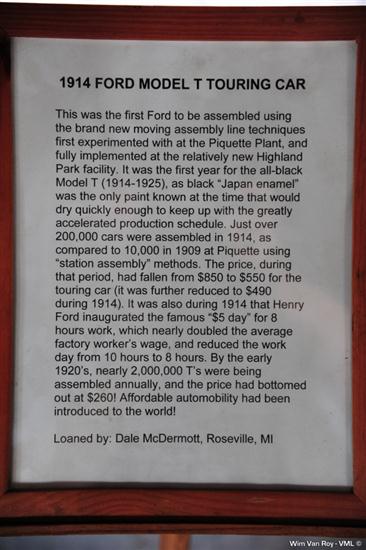 1914 FORD MODEL T TOURING CAR
This was the first Ford to be assembled using
the brand new moving assembly line techniques
first experimented with at the Piquette Plant, and
fully implemented at the relatively new Highland
Park facility. It was the first year for the all-black
Model T (1914-1925), as black “Japan enamel”
was the only paint known at the time that would
dry quickly enough to keep up with the greatly
accelerated production schedule. Just over
200,000 cars were assembled in 1914, as
compared to 10,000 in 1909 at Piquette using
“station assembly” methods. The price, during
that period, had fallen from $850 to $550 for the
touring car (it was further reduced to $490
during 1914). It was also during 1914 that Henry
Ford inaugurated the famous “$5 day” for 8
hours work, which nearly doubled the average
factory worker’s wage, and reduced the work
day from 10 hours to 8 hours. By the early
1920’s, nearly 2,000,000 T’s were being
assembled annually, and the price had bottomed
out at $260! Affordable automobility had been
introduced to the world!
Loaned by: Dale McDermott, Roseville, MI
Wim Van Roy - VML ©